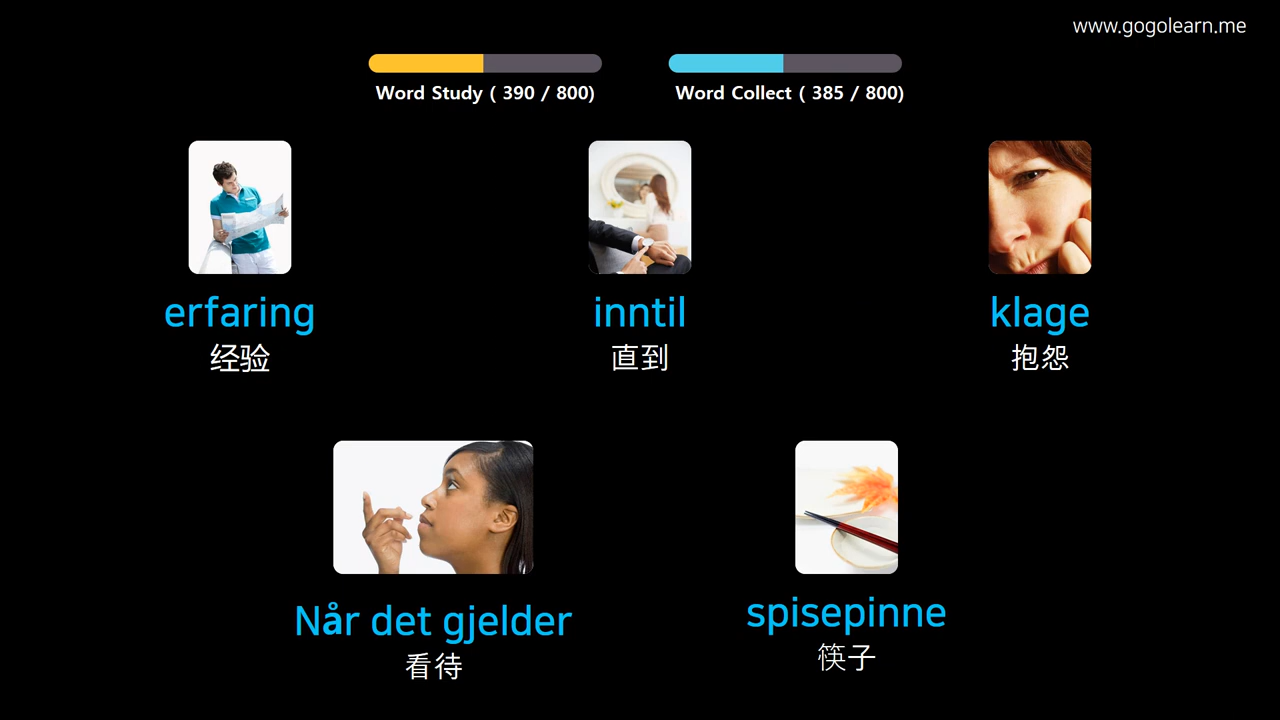 www.gogolearn.me
Word Study ( 390 / 800)
Word Collect ( 385 / 800)
erfaring
经验
inntil
直到
klage
抱怨
Når det gjelder
看待
spisepinne
筷子